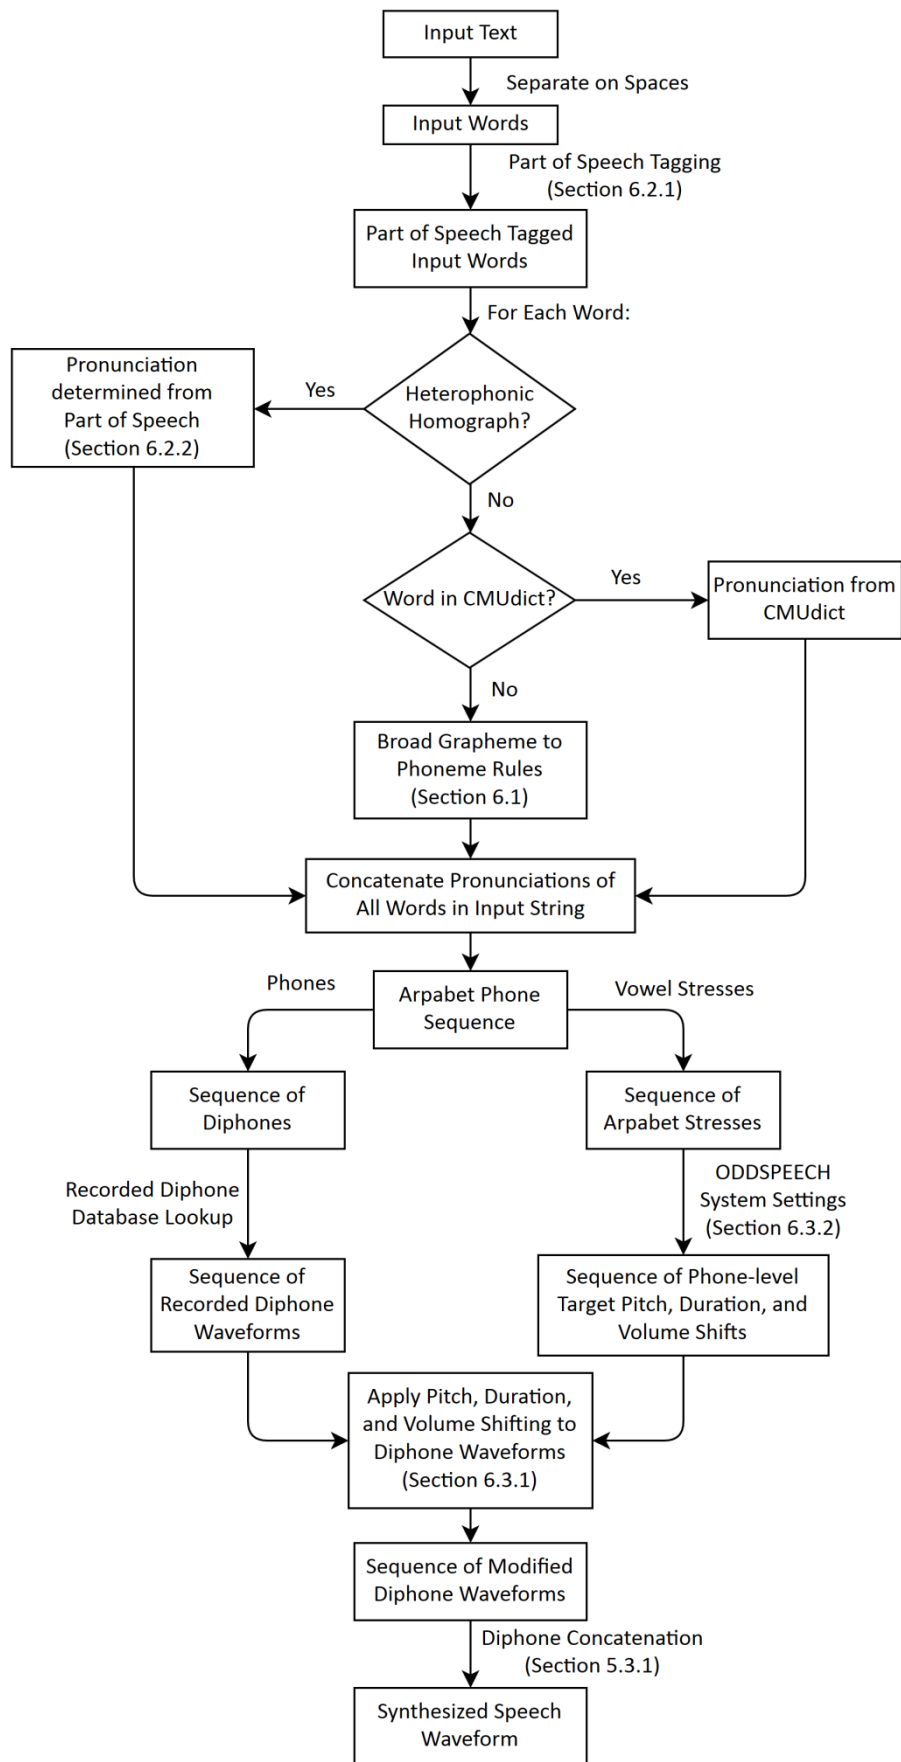 Input Text
Separate on Spaces
Input Words
Part of Speech Tagging
(Section 6.2.1)
Part of Speech Tagged
Input Words
For Each Word:
Heterophonic
Homograph?
Yes
Pronunciation
determined from
Part of Speech
(Section 6.2.2)
No
Word in CMUdict?
Yes
Pronunciation from
CMUdict
No
Broad Grapheme to
Phoneme Rules
(Section 6.1)
Concatenate Pronunciations of
All Words in Input String
Arpabet Phone
Sequence
Phones
Vowel Stresses
Sequence of
Diphones
Sequence of
Arpabet Stresses
Recorded Diphone
Database Lookup
ODDSPEECH
System Settings
(Section 6.3.2)
Sequence of
Recorded Diphone
Waveforms
Sequence of Phone-level
Target Pitch, Duration, and
Volume Shifts
Apply Pitch, Duration,
and Volume Shifting to
Diphone Waveforms
(Section 6.3.1)
Sequence of Modified
Diphone Waveforms
Diphone Concatenation
(Section 5.3.1)
Synthesized Speech
Waveform